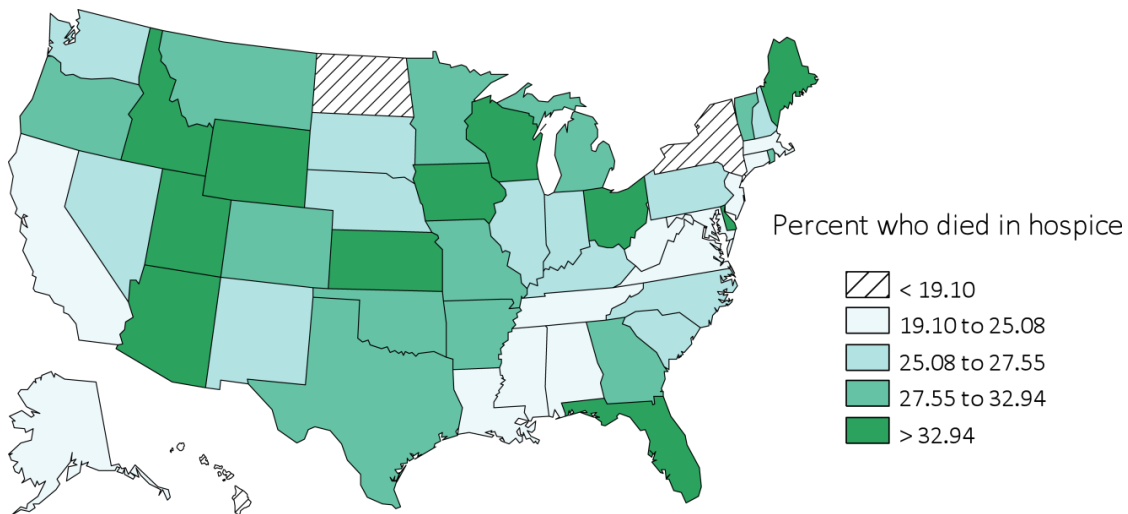 Percent who died in hospice
< 19.10
19.10 to 25.08
25.08 to 27.55
27.55 to 32.94
> 32.94